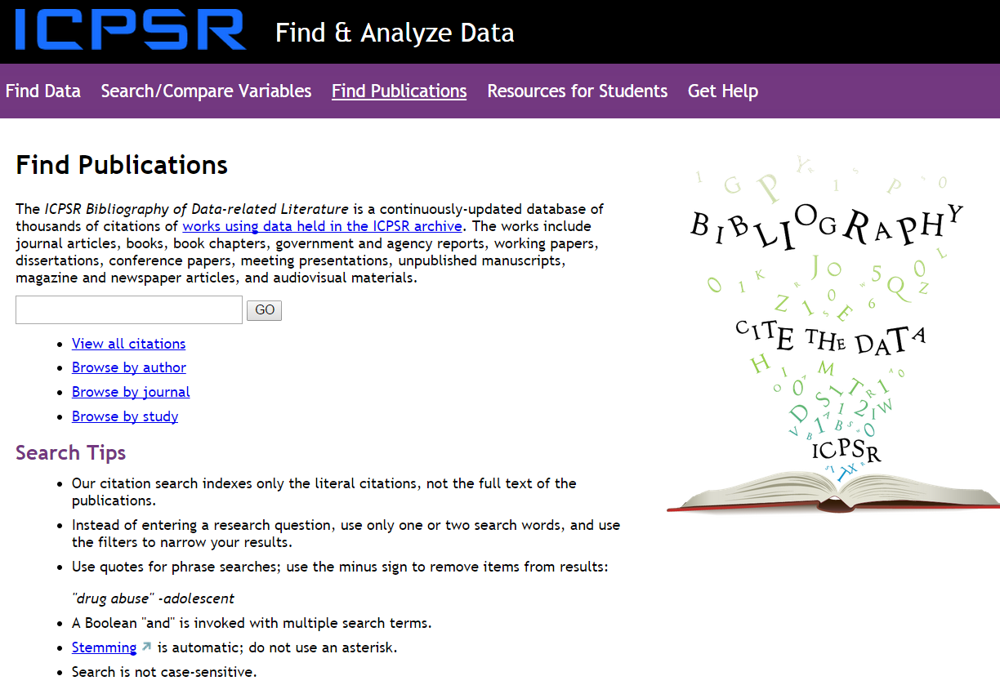 ICPSR Find & Analyze Data
Find Data Search/Compare Variables Find Publications Resources for Students Get Help
Find Publications
The ICPSR Bibliography of Data-related Literature is a continuously-updated database of
thousands of citations of works using data held in the ICPSR archive. The works include
journal articles, books, book chapters, government and agency reports, working papers,
dissertations, conference papers, meeting presentations, unpublished manuscripts,
magazine and newspaper articles, and audiovisual materials.
GO
View all citations
Browse by author
Browse by journal
Browse by study
Search Tips
Our citation search indexes only the literal citations, not the full text of the
publications.
Instead of entering a research question, use only one or two search words, and use
the filters to narrow your results.
Use quotes for phrase searches; use the minus sign to remove items from results:
"drug abuse" -adolescent
A Boolean "and" is invoked with multiple search terms.
Stemming is automatic; do not use an asterisk.
Search is not case-sensitive.
BIBLIOGRAPHY
CITE THE DATA
ICPSR